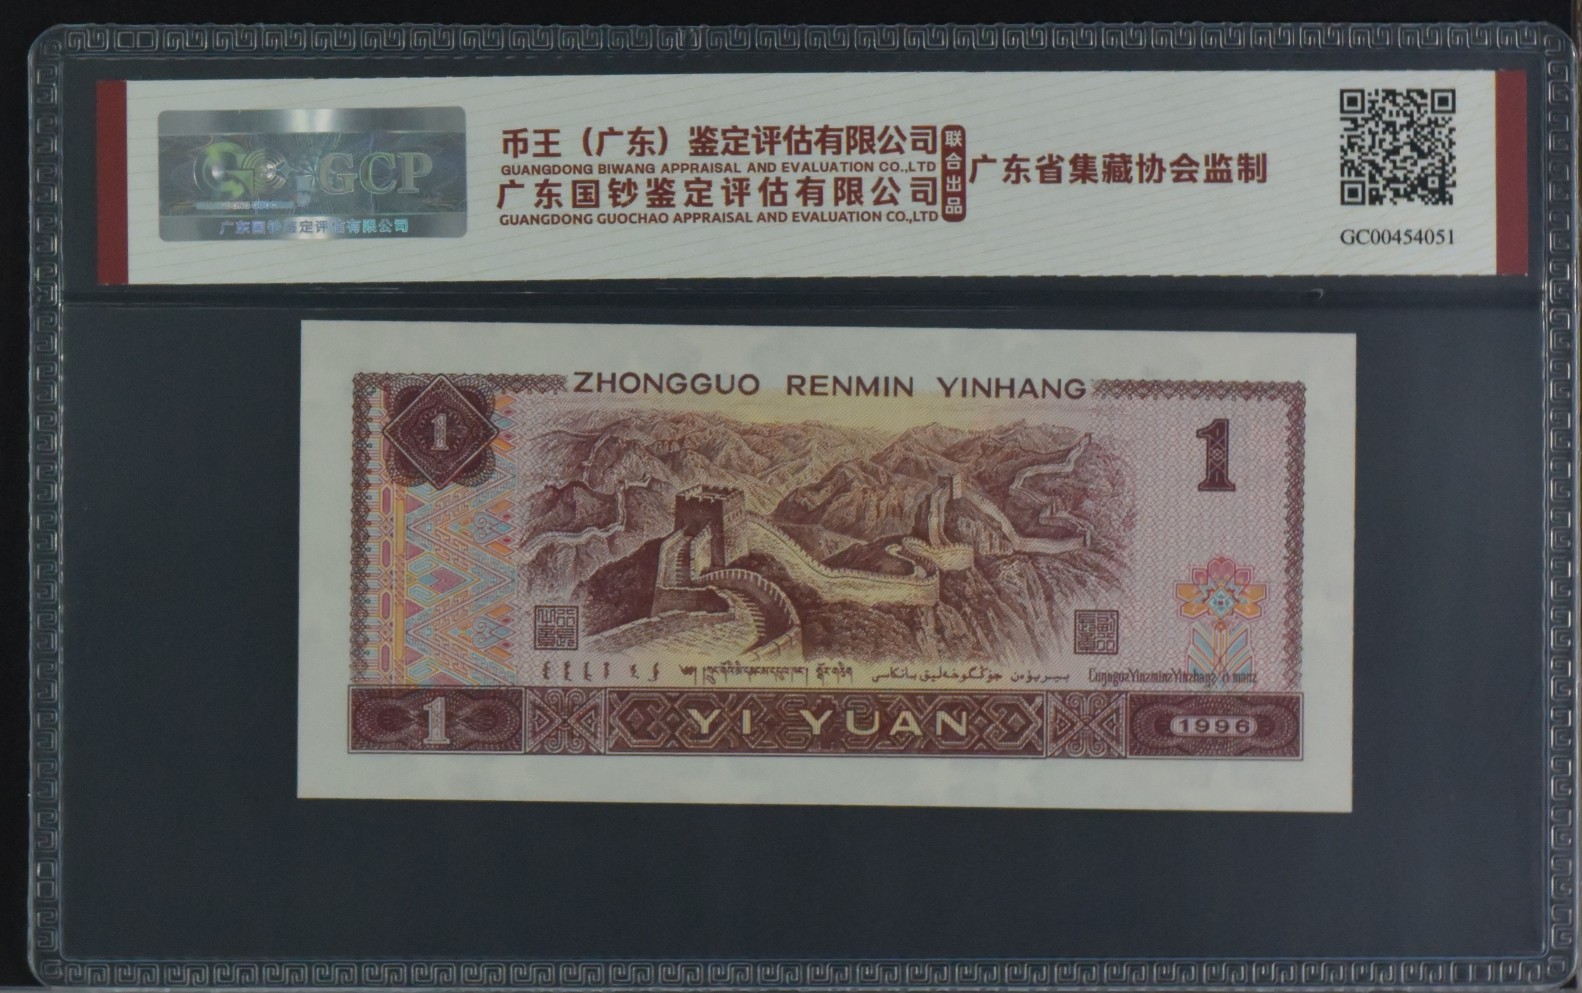 GCP
广东国钞鉴定评估有限公司
币王（广东）鉴定评估有限公司
GUANGDONG BIWANG APPRAISAL AND EVALUATION CO.,LTD
广东国钞鉴定评估有限公司
GUANGDONG GUOCHAO APPRAISAL AND EVALUATION CO.,LTD
联合出品
广东省集藏协会监制
GC00454051
ZHONGGUO RENMIN YINHANG
1
1
1
YI YUAN
1996